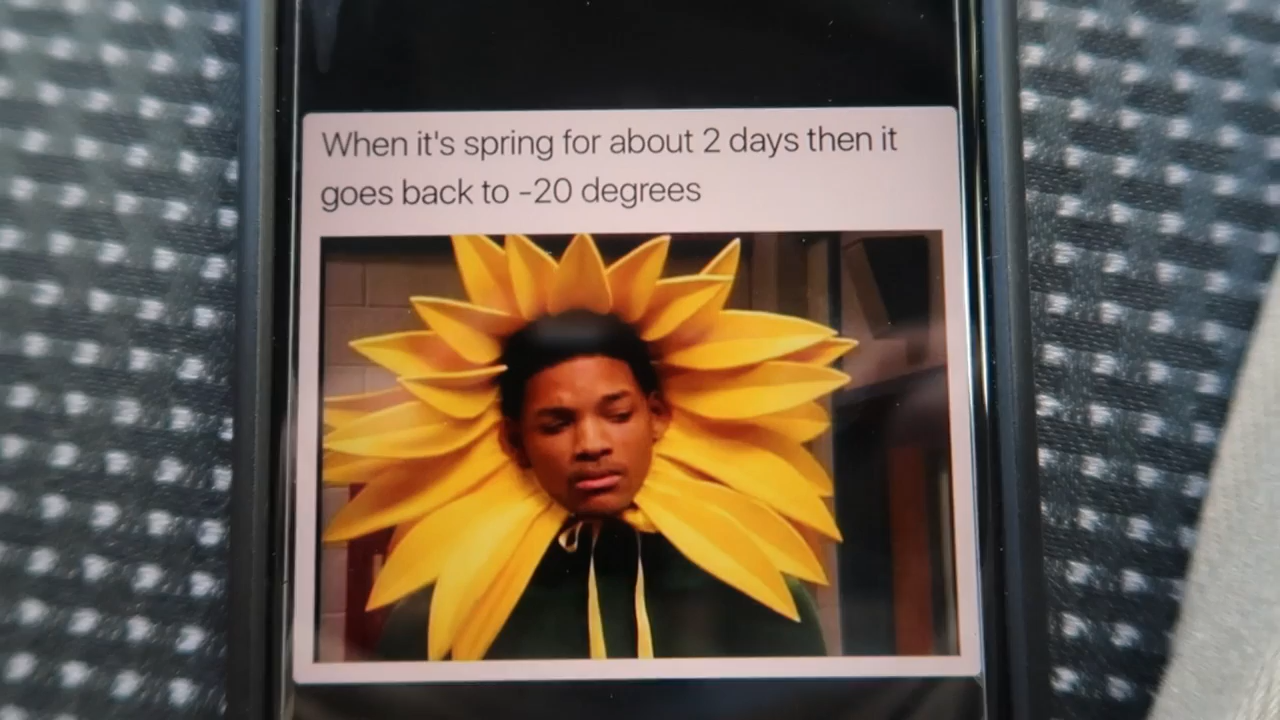 When it's spring for about 2 days then it
goes back to -20 degrees